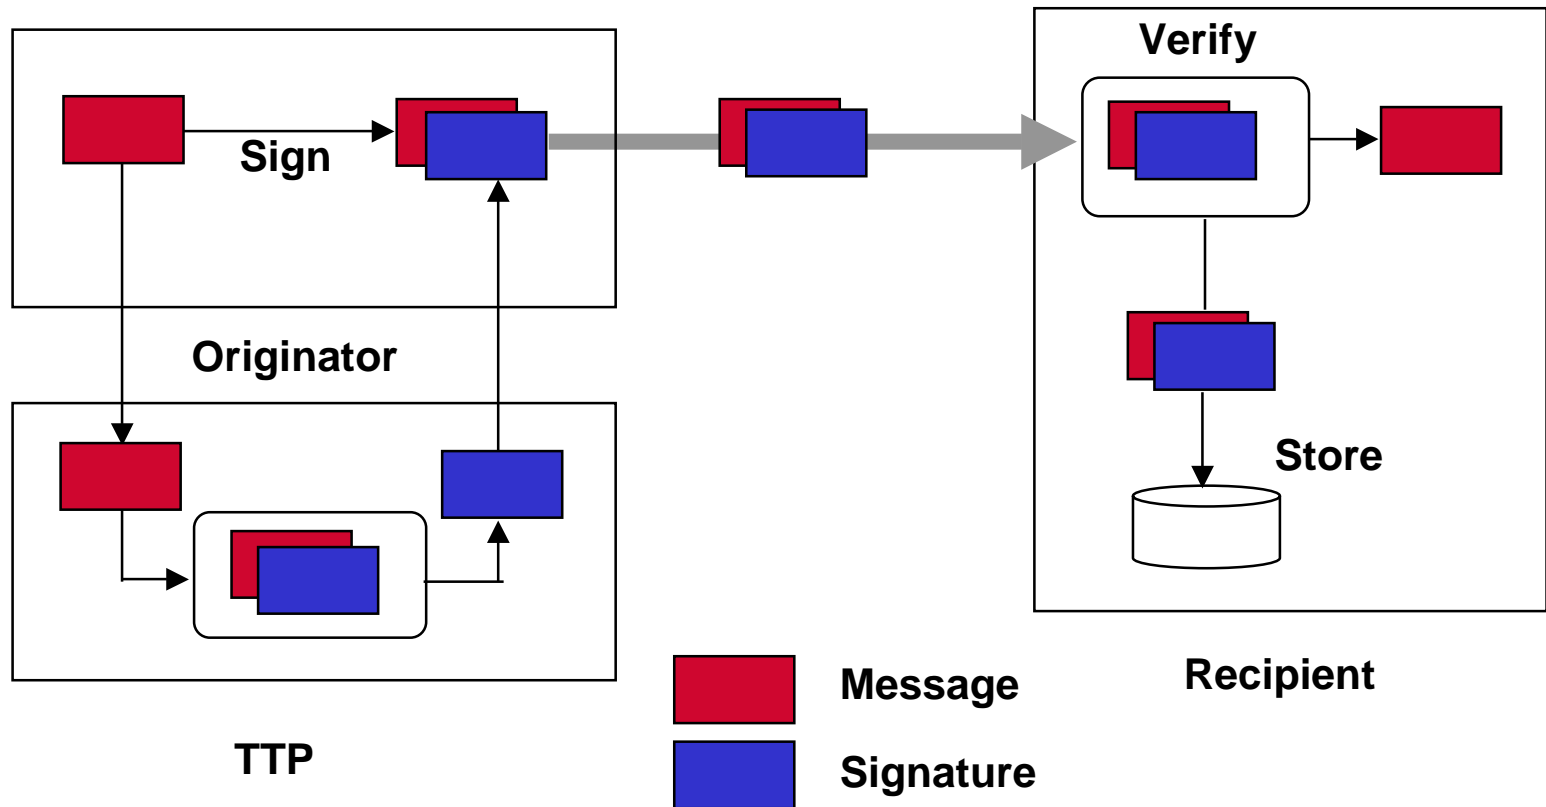 Verify
Sign
Originator
Store
Recipient
Message
TTP
Signature